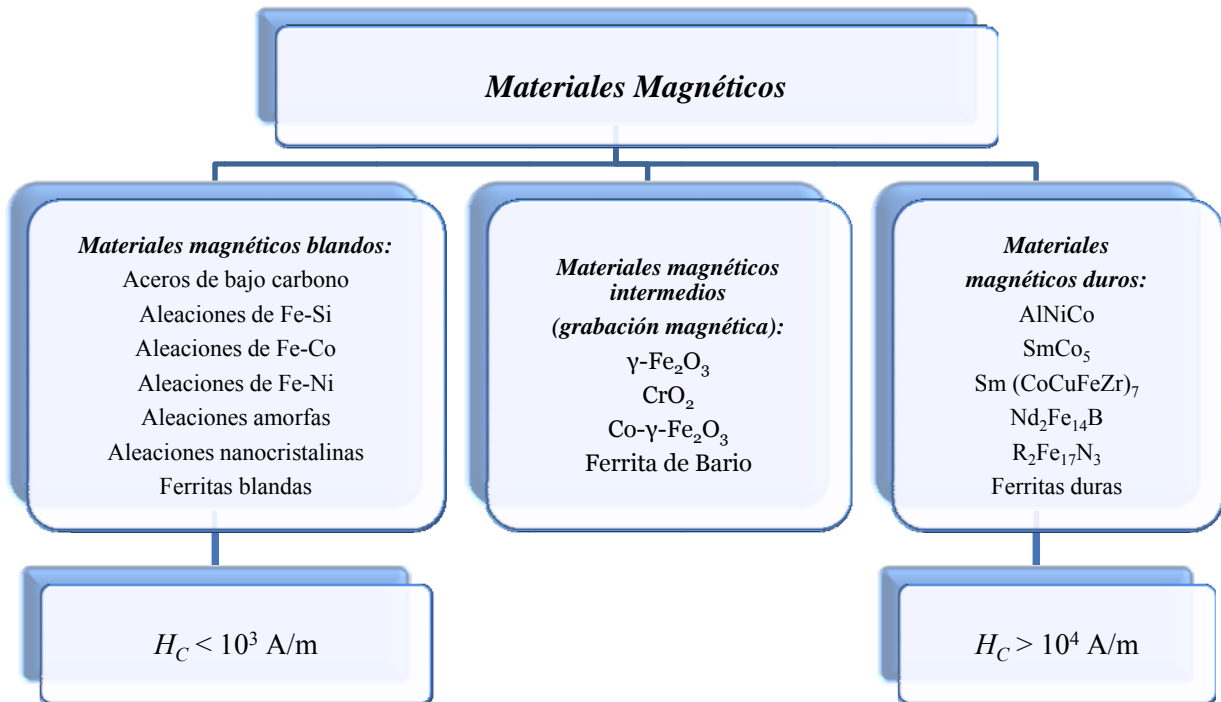 Materiales Magnéticos
Materiales magnéticos blandos:
Aceros de bajo carbono
Aleaciones de Fe-Si
Aleaciones de Fe-Co
Aleaciones de Fe-Ni
Aleaciones amorfas
Aleaciones nanocristalinas
Ferritas blandas
Materiales magnéticos
intermedios
(grabación magnética):
γ-Fe₂O₃
CrO₂
Co-γ-Fe₂O₃
Ferrita de Bario
Materiales
magnéticos duros:
AlNiCo
SmCo₅
Sm (CoCuFeZr)₇
Nd₂Fe₁₄B
R₂Fe₁₇N₃
Ferritas duras
H_C < 10³ A/m
H_C > 10⁴ A/m